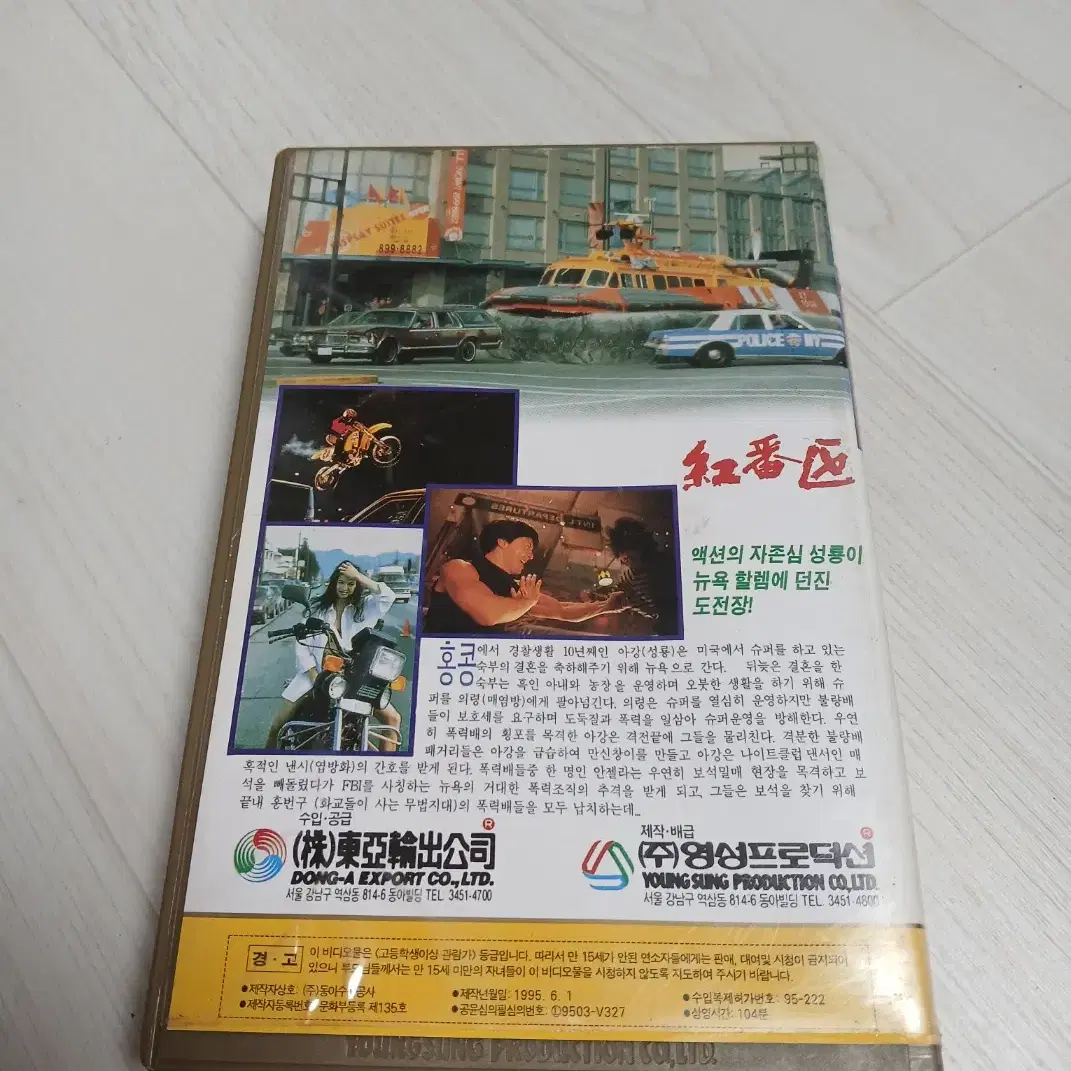 DISPLAY SUITE
899-8882
POLICE NY
紅番區
INT'L DEPARTURES
액션의 자존심 성룡이
뉴욕 할렘에 던진
도전장!
홍콩에서 경찰생활 10년째인 아강(성룡)은 미국에서 슈퍼를 하고 있는
숙부의 결혼을 축하해주기 위해 뉴욕으로 간다. 뒤늦은 결혼을 한
숙부는 흑인 아내와 농장을 운영하며 오붓한 생활을 하기 위해 슈
퍼를 의령(매염방)에게 팔아넘긴다. 의령은 슈퍼를 열심히 운영하지만 불량배
들이 보호세를 요구하며 도둑질과 폭력을 일삼아 슈퍼운영을 방해한다. 우연
히 폭력배의 횡포를 목격한 아강은 격전끝에 그들을 물리친다. 격분한 불량배
패거리들은 아강을 급습하여 만신창이를 만들고 아강은 나이트클럽 댄서인 매
혹적인 낸시(엽방화)의 간호를 받게 된다. 폭력배들중 한 명인 안젤라는 우연히 보석밀매 현장을 목격하고 보
석을 빼돌렸다가 FBI를 사칭하는 뉴욕의 거대한 폭력조직의 추격을 받게 되고, 그들은 보석을 찾기 위해
끝내 홍번구 (화교들이 사는 무법지대)의 폭력배들을 모두 납치하는데...
수입·공급
(株)東亞輸出公司®
DONG-A EXPORT CO., LTD.
서울 강남구 역삼동 814-6 동아빌딩 TEL. 3451-4700
제작·배급
(주)영성프로덕션®
YOUNG SUNG PRODUCTION CO., LTD.
서울 강남구 역삼동 814-6 동아빌딩 TEL. 3451-4800
경·고
이 비디오물은 〈고등학생이상 관람가〉 등급입니다. 따라서 만 15세가 안된 연소자들에게는 판매, 대여및 시청이 금지되어
있으니 부모님들께서는 만 15세 미만의 자녀들이 이 비디오물을 시청하지 않도록 지도하여 주시기 바랍니다.
●제작자상호: (주)동아수출공사
●제작년월일: 1995. 6. 1
●수입복제허가번호: 95-222
●제작자등록번호: 문화부등록 제135호
●공윤심의필심의번호: ①9503-V327
●상영시간: 104분
YOUNGSUNG PRODUCTION CO., LTD.